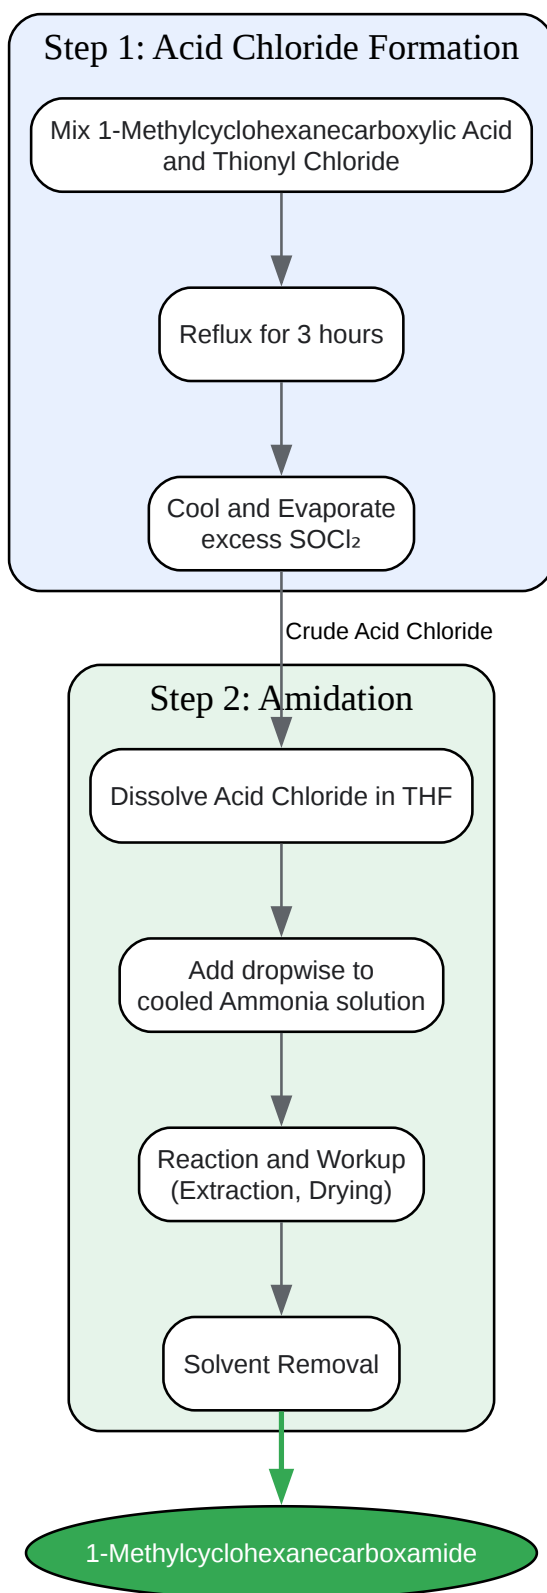 Step 1: Acid Chloride Formation
Mix 1-Methylcyclohexanecarboxylic Acid
and Thionyl Chloride
Reflux for 3 hours
Cool and Evaporate
excess SOCl₂
Crude Acid Chloride
Step 2: Amidation
Dissolve Acid Chloride in THF
Add dropwise to
cooled Ammonia solution
Reaction and Workup
(Extraction, Drying)
Solvent Removal
1-Methylcyclohexanecarboxamide